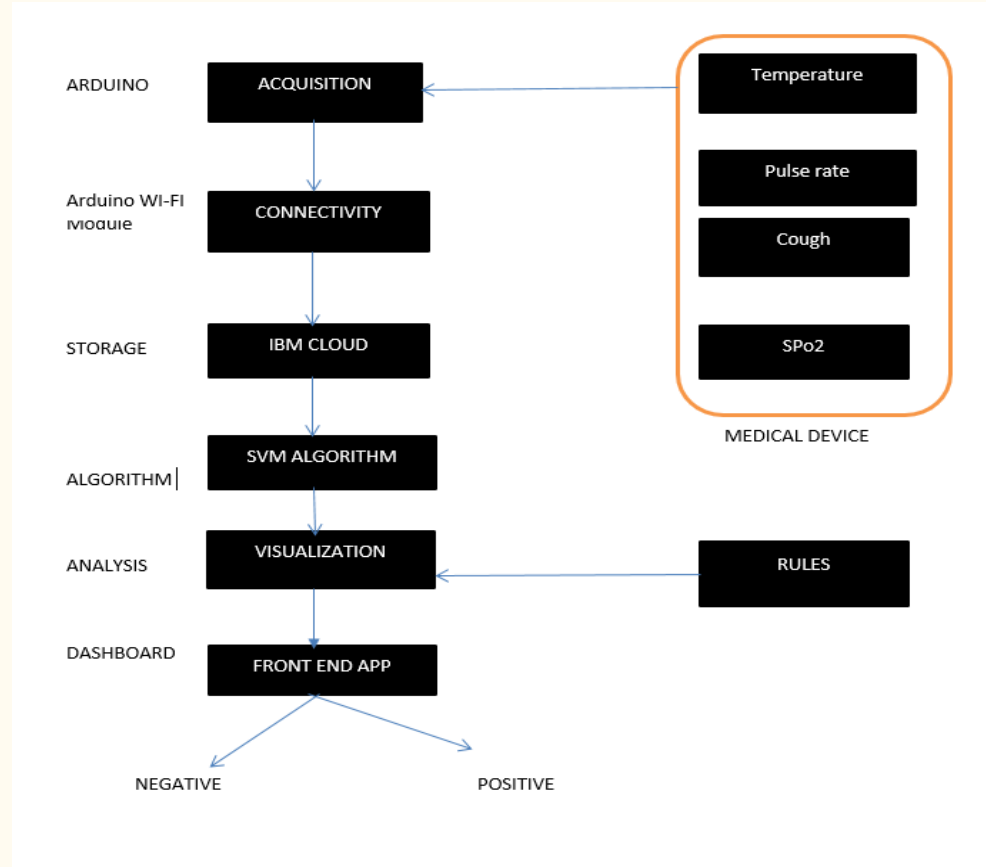 ARDUINO
ACQUISITION
Temperature
Pulse rate
Arduino WI-FI
Module
CONNECTIVITY
Cough
STORAGE
IBM CLOUD
SPo2
MEDICAL DEVICE
ALGORITHM
SVM ALGORITHM
ANALYSIS
VISUALIZATION
RULES
DASHBOARD
FRONT END APP
NEGATIVE
POSITIVE